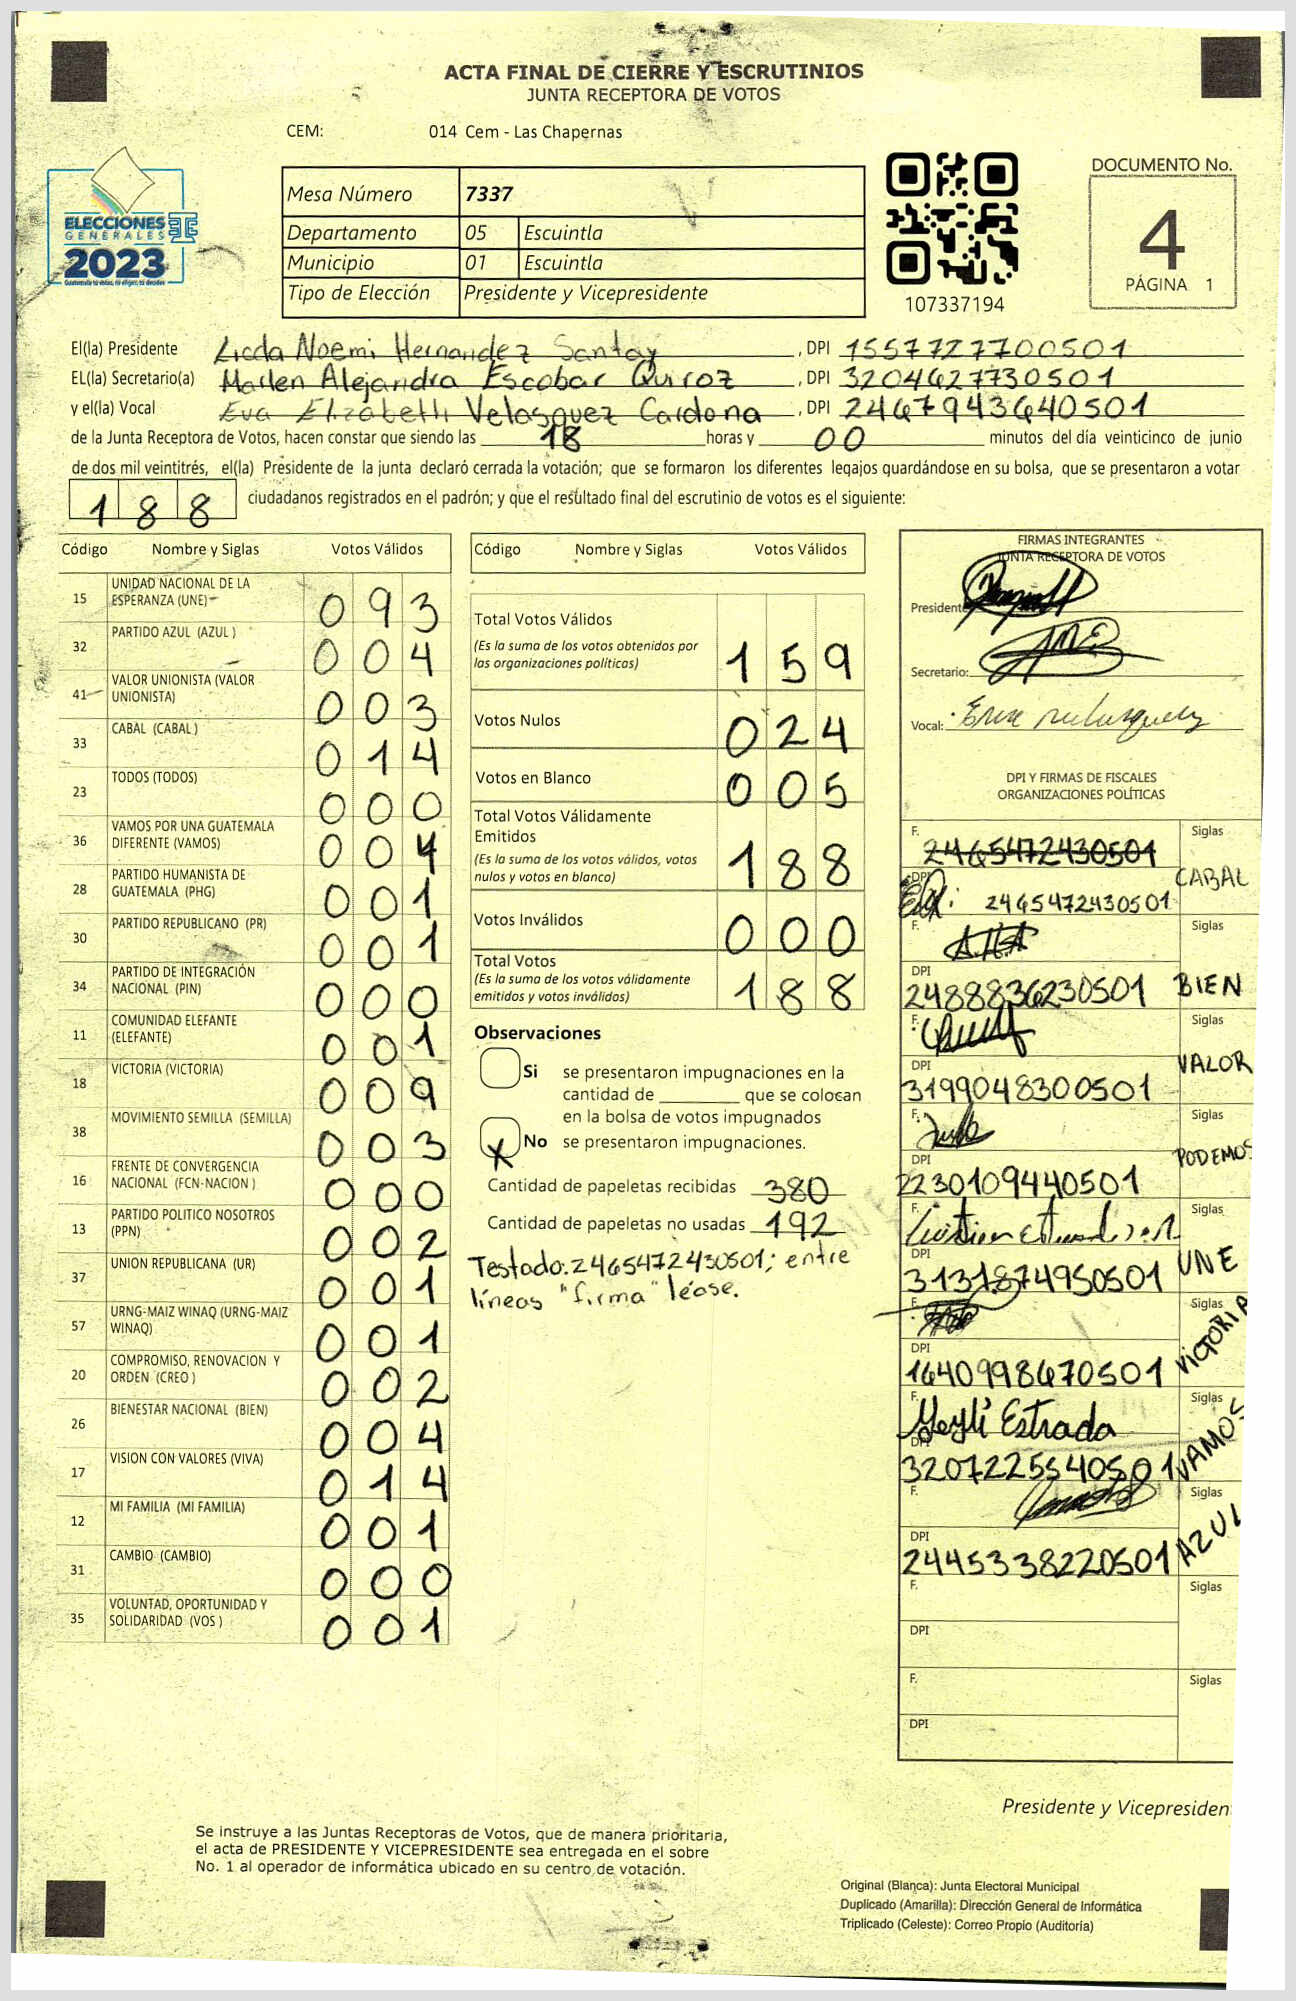 ACTA FINAL DE CIERRE Y ESCRUTINIOS
JUNTA RECEPTORA DE VOTOS
CEM: 014 Cem - Las Chapernas
ELECCIONES
GENERALES
2023
Mesa Número 7337
Departamento 05 Escuintla
Municipio 01 Escuintla
Tipo de Elección Presidente y Vicepresidente
107337194
DOCUMENTO No.
4
PÁGINA 1
El(la) Presidente Licda Noemi Hernandez Santay, DPI 1557727700501
EL(la) Secretario(a) Marlen Alejandra Escobar Quiroz, DPI 3204627730501
y el(la) Vocal Eva Elizabeth Velasquez Cardona, DPI 2467943640501
de la Junta Receptora de Votos, hacen constar que siendo las 18 horas y 00 minutos del día veinticinco de junio
de dos mil veintitrés, el(la) Presidente de la junta declaró cerrada la votación; que se formaron los diferentes legajos guardándose en su bolsa, que se presentaron a votar
188 ciudadanos registrados en el padrón; y que el resultado final del escrutinio de votos es el siguiente:
Código Nombre y Siglas Votos Válidos
15 UNIDAD NACIONAL DE LA ESPERANZA (UNE) 093
32 PARTIDO AZUL (AZUL ) 004
41 VALOR UNIONISTA (VALOR UNIONISTA) 003
33 CABAL (CABAL ) 014
23 TODOS (TODOS) 000
36 VAMOS POR UNA GUATEMALA DIFERENTE (VAMOS) 004
28 PARTIDO HUMANISTA DE GUATEMALA (PHG) 001
30 PARTIDO REPUBLICANO (PR) 001
34 PARTIDO DE INTEGRACIÓN NACIONAL (PIN) 000
11 COMUNIDAD ELEFANTE (ELEFANTE) 001
18 VICTORIA (VICTORIA) 009
38 MOVIMIENTO SEMILLA (SEMILLA) 003
16 FRENTE DE CONVERGENCIA NACIONAL (FCN-NACION ) 000
13 PARTIDO POLITICO NOSOTROS (PPN) 002
37 UNION REPUBLICANA (UR) 001
57 URNG-MAIZ WINAQ (URNG-MAIZ WINAQ) 001
20 COMPROMISO, RENOVACION Y ORDEN (CREO ) 002
26 BIENESTAR NACIONAL (BIEN) 004
17 VISION CON VALORES (VIVA) 014
12 MI FAMILIA (MI FAMILIA) 001
31 CAMBIO (CAMBIO) 000
35 VOLUNTAD, OPORTUNIDAD Y SOLIDARIDAD (VOS ) 001
Código Nombre y Siglas Votos Válidos
Total Votos Válidos
(Es la suma de los votos obtenidos por las organizaciones políticas) 159
Votos Nulos 024
Votos en Blanco 005
Total Votos Válidamente Emitidos
(Es la suma de los votos válidos, votos nulos y votos en blanco) 188
Votos Inválidos 000
Total Votos
(Es la suma de los votos válidamente emitidos y votos inválidos) 188
Observaciones
Si se presentaron impugnaciones en la
cantidad de ________ que se colocan
en la bolsa de votos impugnados
X No se presentaron impugnaciones.
Cantidad de papeletas recibidas 380
Cantidad de papeletas no usadas 192
Testado:2465472430501; entre
líneas "firma" léase.
FIRMAS INTEGRANTES
JUNTA RECEPTORA DE VOTOS
Presidente
Secretario:
Vocal:
DPI Y FIRMAS DE FISCALES
ORGANIZACIONES POLÍTICAS
F. 2465472430501 Siglas
DPI 2465472430501 CABAL
F. Siglas
DPI 2488836230501 BIEN
F. Siglas
DPI 3199048300501 VALOR
F. Siglas
DPI 2230109440501 PODEMOS
F. Siglas
DPI 3131874950501 UNE
F. Siglas
DPI 1640998670501 VICTORIA
F. Yeyli Estrada Siglas
DPI 3207225540501 VAMOS
F. Siglas
DPI 2445338220501 AZUL
F. Siglas
DPI
F. Siglas
DPI
Presidente y Vicepresiden
Se instruye a las Juntas Receptoras de Votos, que de manera prioritaria,
el acta de PRESIDENTE Y VICEPRESIDENTE sea entregada en el sobre
No. 1 al operador de informática ubicado en su centro de votación.
Original (Blanca): Junta Electoral Municipal
Duplicado (Amarilla): Dirección General de Informática
Triplicado (Celeste): Correo Propio (Auditoría)